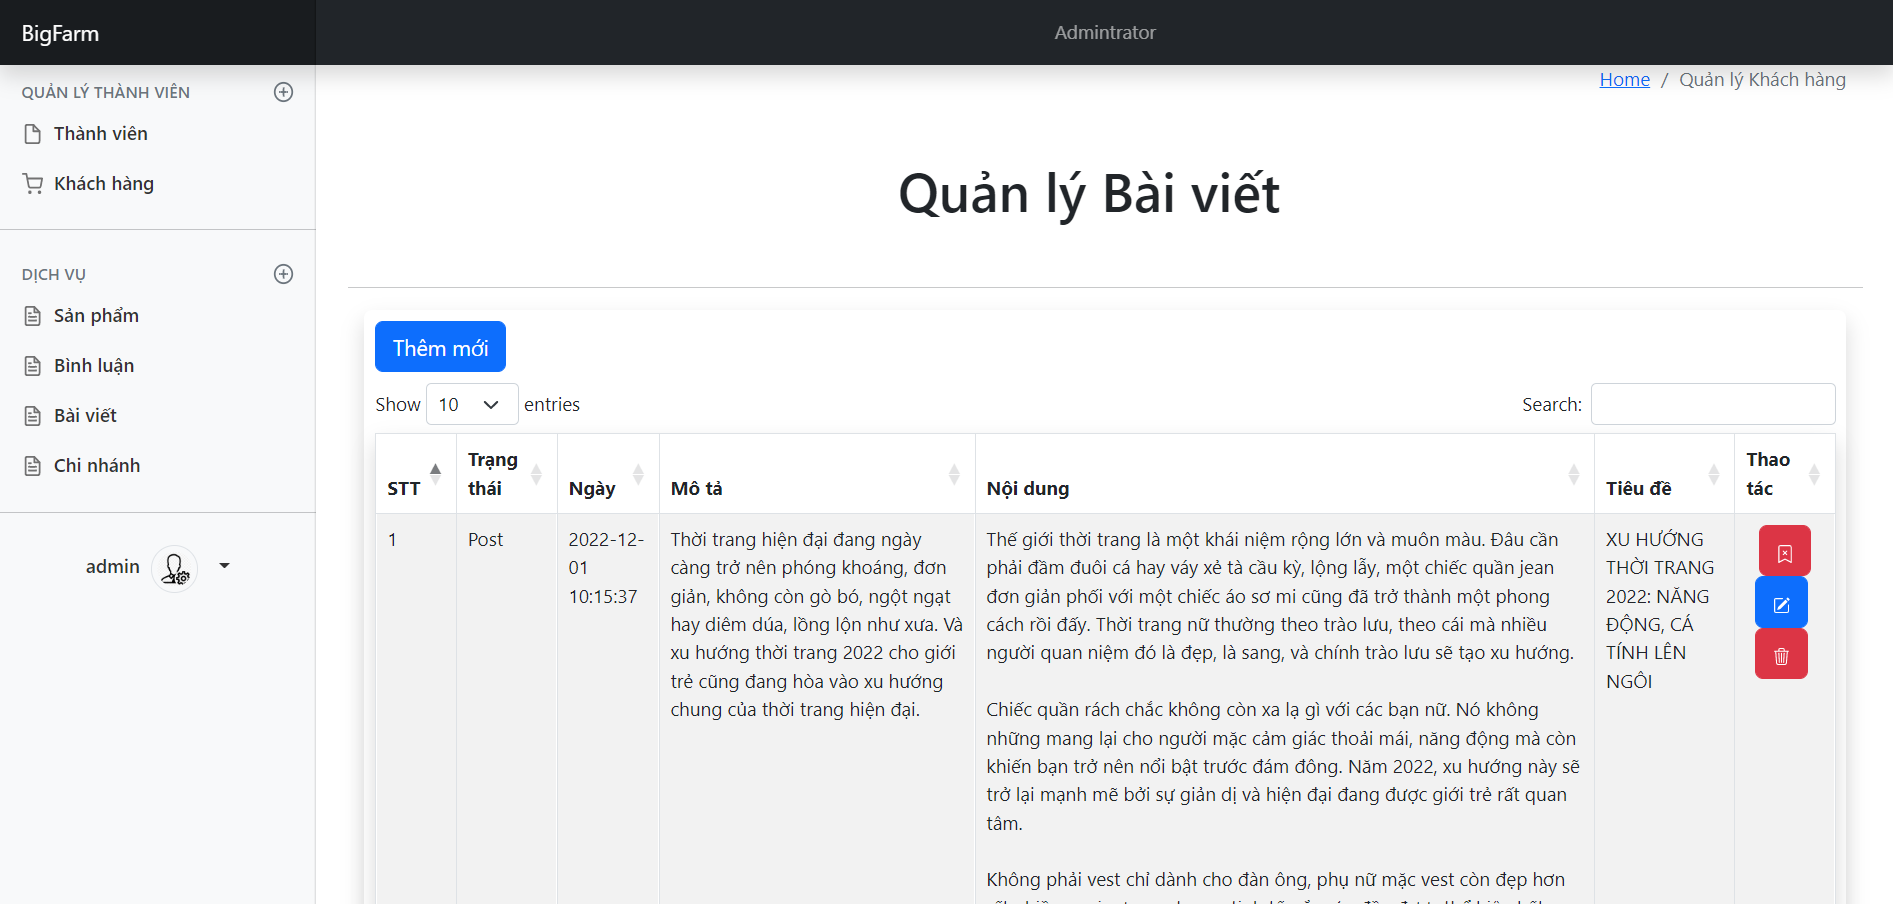 BigFarm
Admintrator
QUẢN LÝ THÀNH VIÊN
Thành viên
Khách hàng
DỊCH VỤ
Sản phẩm
Bình luận
Bài viết
Chi nhánh
admin
Home / Quản lý Khách hàng
Quản lý Bài viết
Thêm mới
Show 10 entries
Search:
STT
Trạng
thái
Ngày
Mô tả
Nội dung
Tiêu đề
Thao
tác
1
Post
2022-12-
01
10:15:37
Thời trang hiện đại đang ngày
càng trở nên phóng khoáng, đơn
giản, không còn gò bó, ngột ngạt
hay diêm dúa, lồng lộn như xưa. Và
xu hướng thời trang 2022 cho giới
trẻ cũng đang hòa vào xu hướng
chung của thời trang hiện đại.
Thế giới thời trang là một khái niệm rộng lớn và muôn màu. Đâu cần
phải đầm đuôi cá hay váy xẻ tà cầu kỳ, lộng lẫy, một chiếc quần jean
đơn giản phối với một chiếc áo sơ mi cũng đã trở thành một phong
cách rồi đấy. Thời trang nữ thường theo trào lưu, theo cái mà nhiều
người quan niệm đó là đẹp, là sang, và chính trào lưu sẽ tạo xu hướng.
Chiếc quần rách chắc không còn xa lạ gì với các bạn nữ. Nó không
những mang lại cho người mặc cảm giác thoải mái, năng động mà còn
khiến bạn trở nên nổi bật trước đám đông. Năm 2022, xu hướng này sẽ
trở lại mạnh mẽ bởi sự giản dị và hiện đại đang được giới trẻ rất quan
tâm.
Không phải vest chỉ dành cho đàn ông, phụ nữ mặc vest còn đẹp hơn
XU HƯỚNG
THỜI TRANG
2022: NĂNG
ĐỘNG, CÁ
TÍNH LÊN
NGÔI